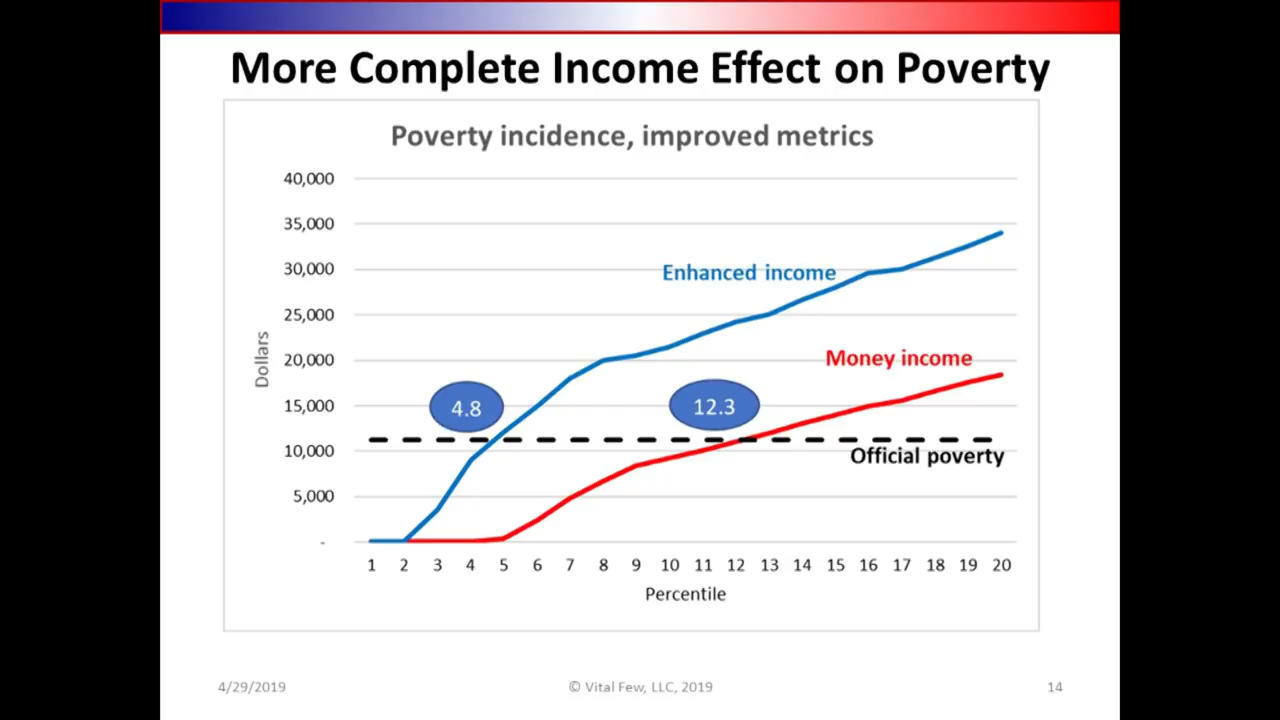 More Complete Income Effect on Poverty
Poverty incidence, improved metrics
40,000
35,000
30,000
25,000
20,000
15,000
10,000
5,000
-
Dollars
Enhanced income
Money income
4.8
12.3
Official poverty
1 2 3 4 5 6 7 8 9 10 11 12 13 14 15 16 17 18 19 20
Percentile
4/29/2019
© Vital Few, LLC, 2019
14